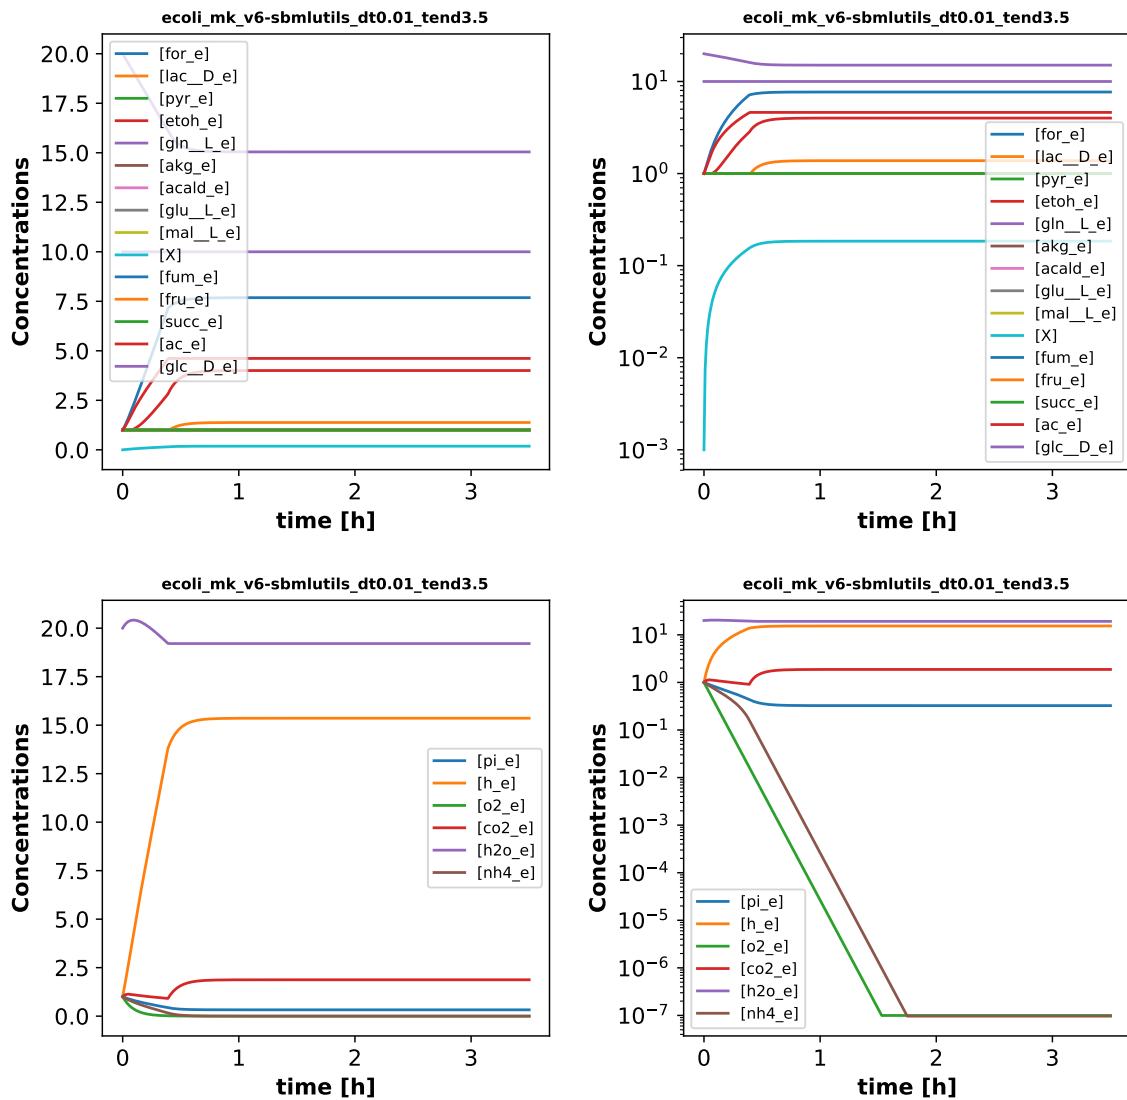 ecoli_mk_v6-sbmlutils_dt0.01_tend3.5
Concentrations
20.0
17.5
15.0
12.5
10.0
7.5
5.0
2.5
0.0
[for_e]
[lac__D_e]
[pyr_e]
[etoh_e]
[gln_L_e]
[akg_e]
[acald_e]
[glu__L_e]
[mal__L_e]
[X]
[fum_e]
[fru_e]
[succ_e]
[ac_e]
[glc__D_e]
0
1
2
3
time [h]
ecoli_mk_v6-sbmlutils_dt0.01_tend3.5
Concentrations
10¹
10⁰
10⁻¹
10⁻²
10⁻³
[for_e]
[lac__D_e]
[pyr_e]
[etoh_e]
[gln_L_e]
[akg_e]
[acald_e]
[glu__L_e]
[mal__L_e]
[X]
[fum_e]
[fru_e]
[succ_e]
[ac_e]
[glc__D_e]
0
1
2
3
time [h]
ecoli_mk_v6-sbmlutils_dt0.01_tend3.5
Concentrations
20.0
17.5
15.0
12.5
10.0
7.5
5.0
2.5
0.0
[pi_e]
[h_e]
[o2_e]
[co2_e]
[h2o_e]
[nh4_e]
0
1
2
3
time [h]
ecoli_mk_v6-sbmlutils_dt0.01_tend3.5
Concentrations
10¹
10⁰
10⁻¹
10⁻²
10⁻³
10⁻⁴
10⁻⁵
10⁻⁶
10⁻⁷
[pi_e]
[h_e]
[o2_e]
[co2_e]
[h2o_e]
[nh4_e]
0
1
2
3
time [h]